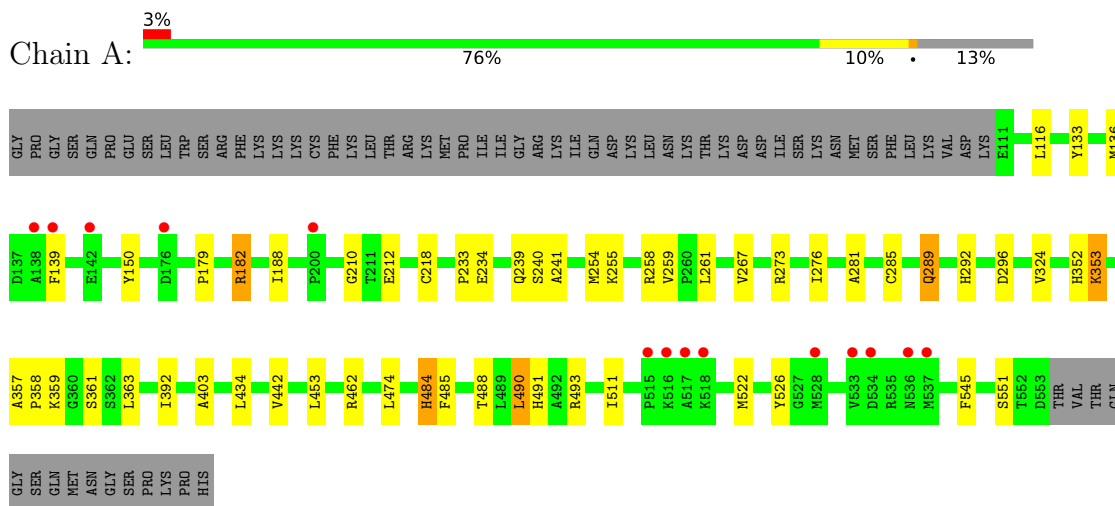 3%
Chain A:
76% 10% • 13%
GLY PRO GLY SER GLN PRO GLU SER LEU TRP SER ARG PHE LYS LYS LYS CYS PHE LYS LEU THR ARG LYS MET PRO ILE ILE GLY ARG LYS ILE GLN ASP LYS LEU ASN LYS THR LYS ASP ASP ILE SER LYS ASN MET SER PHE LEU LYS VAL ASP LYS E111 L116 Y133 M136
D137 A138 F139 E142 Y150 D176 P179 R182 I188 P200 G210 T211 E212 C218 P233 E234 Q239 S240 A241 M254 K255 R258 V259 P260 L261 V267 R273 I276 A281 C285 Q289 H292 D296 V324 H352 K353
A357 P358 K359 G360 S361 S362 L363 I392 A403 L434 V442 L453 R462 L474 H484 F485 T488 L489 L490 H491 A492 R493 I511 P515 K516 A517 K518 M522 Y526 G527 M528 V533 D534 R535 N536 M537 F545 S551 T552 D553 THR VAL THR GLN
GLY SER GLN MET ASN GLY SER PRO LYS PRO HIS